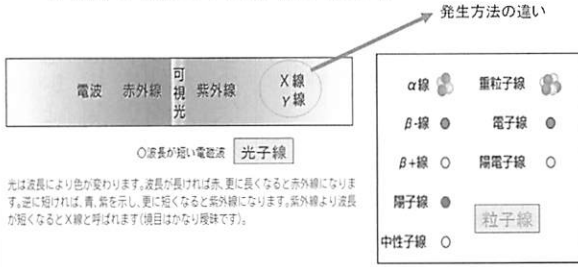 発生方法の違い
電波 赤外線 可視光 紫外線 X線
γ線
○波長が短い電磁波 光子線
光は波長により色が変わります。波長が長ければ赤、更に長くなると赤外線になりま
す。逆に短ければ、青、紫を示し、更に短くなると紫外線になります。紫外線より波長
が短くなるとX線と呼ばれます(境目はかなり曖昧です)。
α線 重粒子線
β-線 電子線
β+線 陽電子線
陽子線
粒子線
中性子線